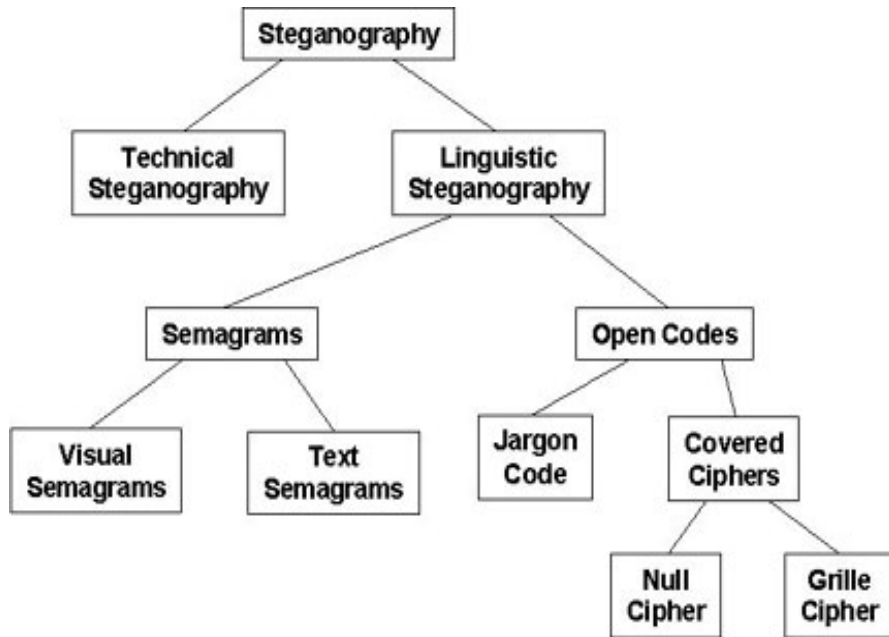 Steganography
Technical
Steganography
Linguistic
Steganography
Semagrams
Open Codes
Visual
Semagrams
Text
Semagrams
Jargon
Code
Covered
Ciphers
Null
Cipher
Grille
Cipher